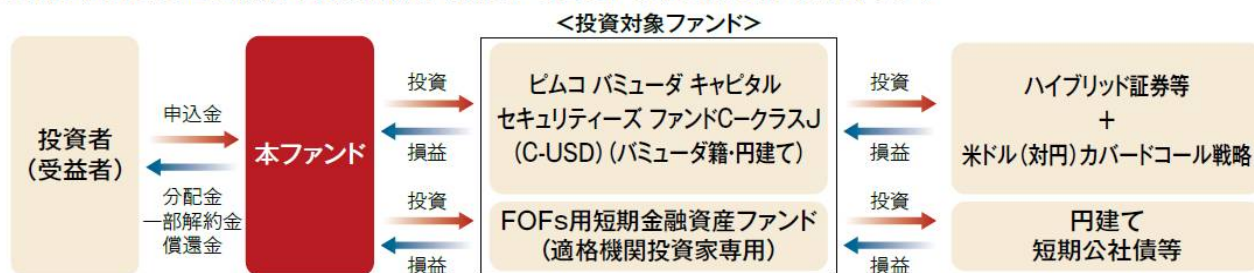 <投資対象ファンド>
投資者
(受益者)
申込金
分配金
一部解約金
償還金
本ファンド
投資
損益
投資
損益
ピムコ バミューダ キャピタル
セキュリティーズ ファンドC-クラスJ
(C-USD)(バミューダ籍・円建て)
FOFs用短期金融資産ファンド
(適格機関投資家専用)
投資
損益
投資
損益
ハイブリッド証券等
+
米ドル(対円)カバードコール戦略
円建て
短期公社債等